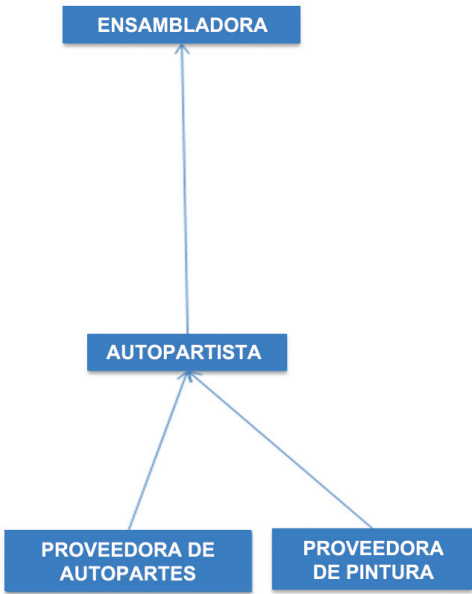 ENSAMBLADORA
AUTOPARTISTA
PROVEEDORA DE
AUTOPARTES
PROVEEDORA
DE PINTURA